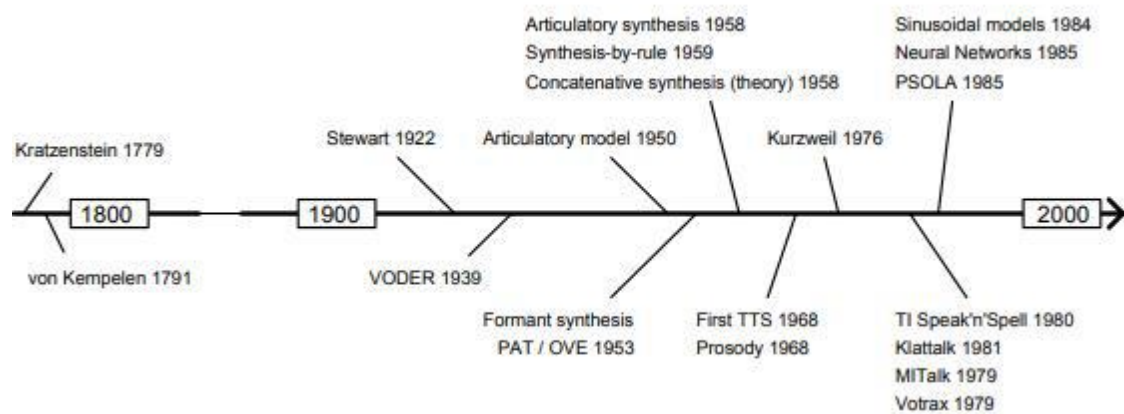 Articulatory synthesis 1958
Synthesis-by-rule 1959
Concatenative synthesis (theory) 1958
Sinusoidal models 1984
Neural Networks 1985
PSOLA 1985
Kratzenstein 1779
Stewart 1922
Articulatory model 1950
Kurzweil 1976
1800
1900
2000
von Kempelen 1791
VODER 1939
Formant synthesis
PAT / OVE 1953
First TTS 1968
Prosody 1968
TI Speak'n'Spell 1980
Klattalk 1981
MITalk 1979
Votrax 1979